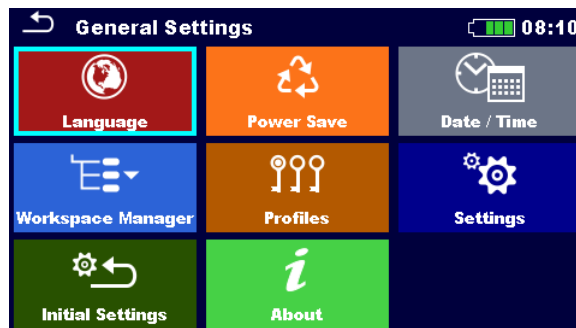 General Settings 08:10
Language
Power Save
Date / Time
Workspace Manager
Profiles
Settings
Initial Settings
About